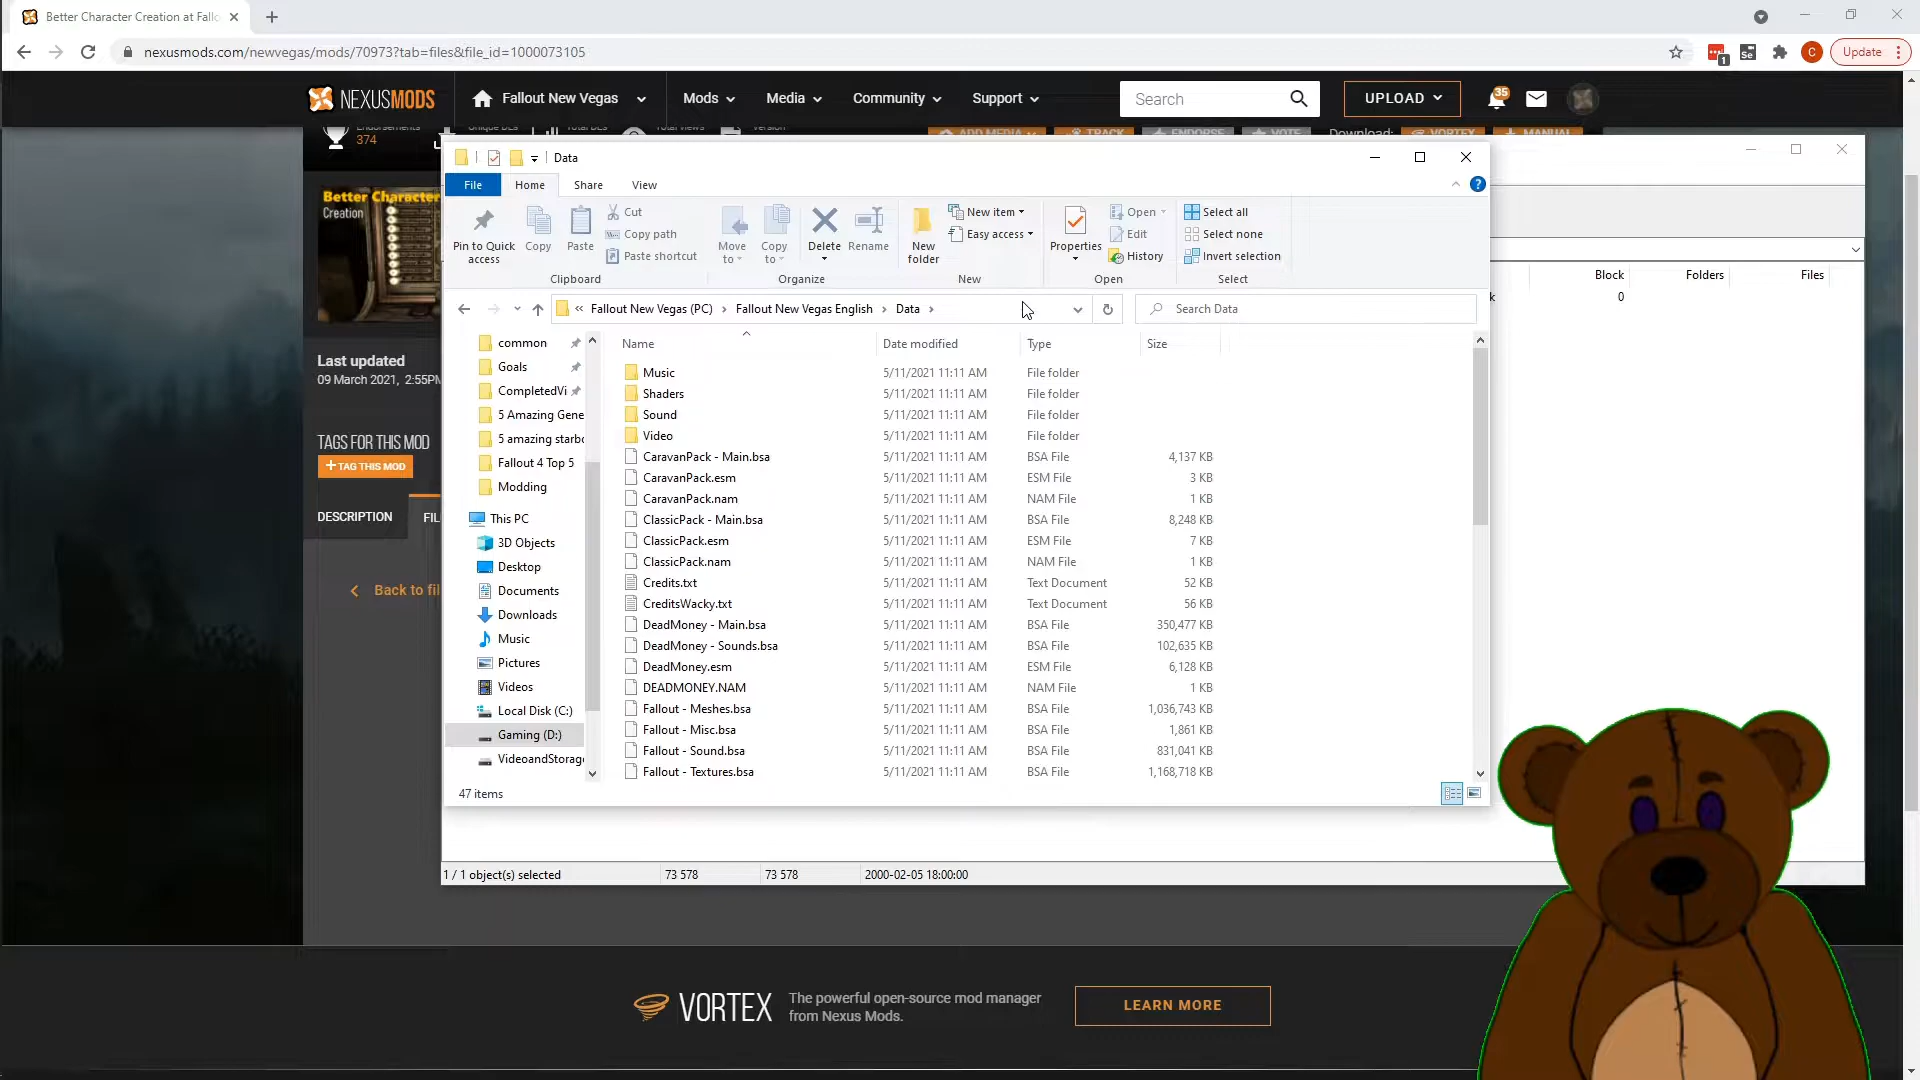 Better Character Creation at Fallo
nexusmods.com/newvegas/mods/70973?tab=files&file_id=1000073105
1
Se
C
Update
NEXUSMODS
Fallout New Vegas
Mods
Media
Community
Support
Search
UPLOAD
35
Endorsements
374
Unique DLs
Total DLs
Total views
Version
ADD MEDIA
TRACK
ENDORSE
VOTE
Download:
VORTEX
MANUAL
Better Character
Creation
Last updated
09 March 2021, 2:55PM
TAGS FOR THIS MOD
+ TAG THIS MOD
DESCRIPTION
FIL
Back to fil
Data
File
Home
Share
View
Pin to Quick access
Copy
Paste
Cut
Copy path
Paste shortcut
Clipboard
Move to
Copy to
Delete
Rename
Organize
New folder
New item
Easy access
New
Properties
Open
Edit
History
Open
Select all
Select none
Invert selection
Select
« Fallout New Vegas (PC) › Fallout New Vegas English › Data ›
Search Data
common
Goals
CompletedVi
5 Amazing Gene
5 amazing starb
Fallout 4 Top 5
Modding
This PC
3D Objects
Desktop
Documents
Downloads
Music
Pictures
Videos
Local Disk (C:)
Gaming (D:)
VideoandStorag
Name Date modified Type Size
Music 5/11/2021 11:11 AM File folder
Shaders 5/11/2021 11:11 AM File folder
Sound 5/11/2021 11:11 AM File folder
Video 5/11/2021 11:11 AM File folder
CaravanPack - Main.bsa 5/11/2021 11:11 AM BSA File 4,137 KB
CaravanPack.esm 5/11/2021 11:11 AM ESM File 3 KB
CaravanPack.nam 5/11/2021 11:11 AM NAM File 1 KB
ClassicPack - Main.bsa 5/11/2021 11:11 AM BSA File 8,248 KB
ClassicPack.esm 5/11/2021 11:11 AM ESM File 7 KB
ClassicPack.nam 5/11/2021 11:11 AM NAM File 1 KB
Credits.txt 5/11/2021 11:11 AM Text Document 52 KB
CreditsWacky.txt 5/11/2021 11:11 AM Text Document 56 KB
DeadMoney - Main.bsa 5/11/2021 11:11 AM BSA File 350,477 KB
DeadMoney - Sounds.bsa 5/11/2021 11:11 AM BSA File 102,635 KB
DeadMoney.esm 5/11/2021 11:11 AM ESM File 6,128 KB
DEADMONEY.NAM 5/11/2021 11:11 AM NAM File 1 KB
Fallout - Meshes.bsa 5/11/2021 11:11 AM BSA File 1,036,743 KB
Fallout - Misc.bsa 5/11/2021 11:11 AM BSA File 1,861 KB
Fallout - Sound.bsa 5/11/2021 11:11 AM BSA File 831,041 KB
Fallout - Textures.bsa 5/11/2021 11:11 AM BSA File 1,168,718 KB
47 items
Block Folders Files
k 0
1 / 1 object(s) selected 73 578 73 578 2000-02-05 18:00:00
VORTEX
The powerful open-source mod manager
from Nexus Mods.
LEARN MORE